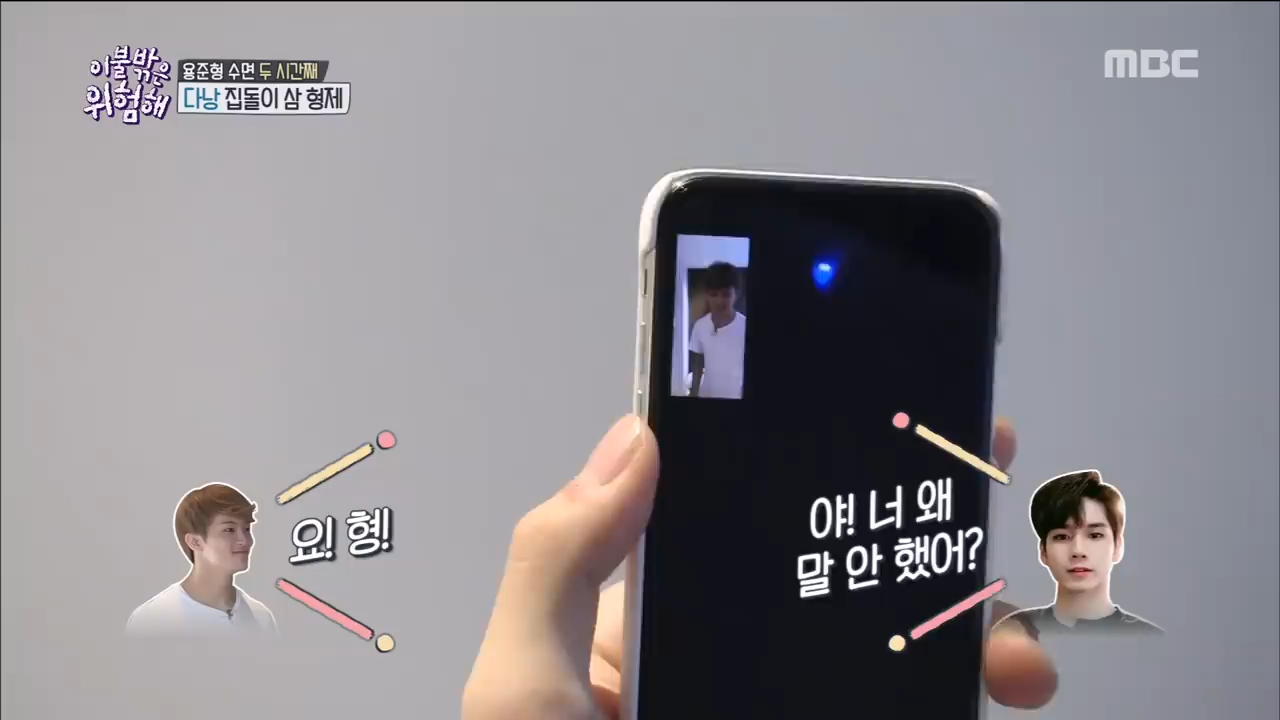 이불 밖은
위험해
용준형 수면 두 시간째
다낭 집돌이 삼 형제
MBC
요! 형!
야! 너 왜
말 안 했어?